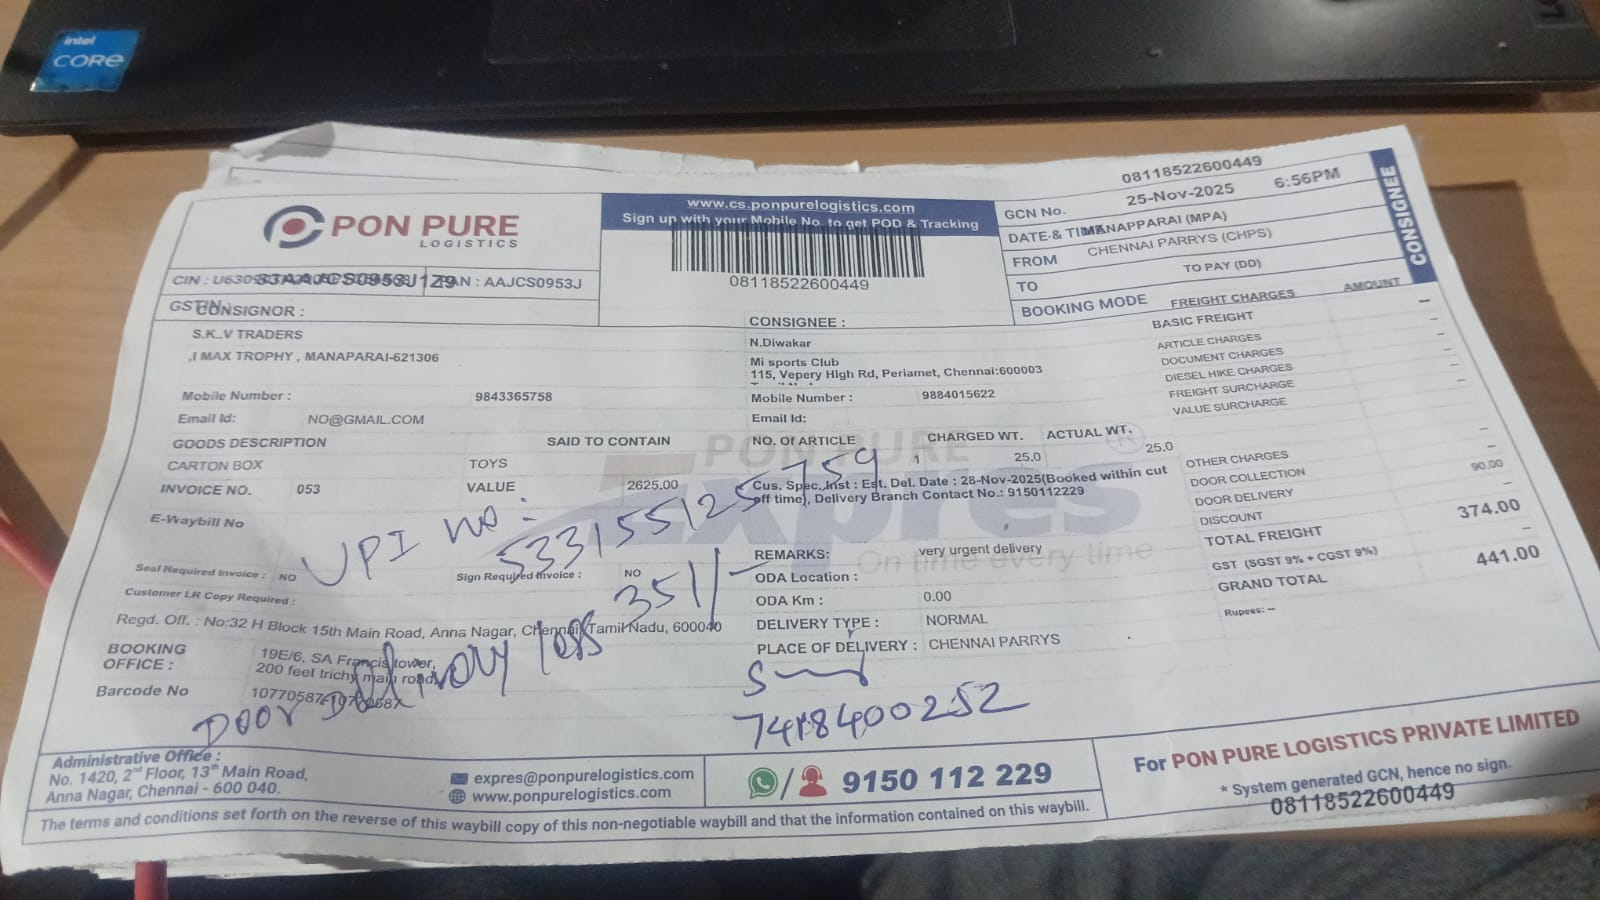 intel
CORE
PON PURE
LOGISTICS
www.cs.ponpurelogistics.com
Sign up with your Mobile No. to get POD & Tracking
08118522600449
GCN No. 08118522600449
DATE & TIME 25-Nov-2025 6:56PM
FROM MANAPPARAI (MPA)
TO CHENNAI PARRYS (CHPS)
BOOKING MODE TO PAY (DD)
CONSIGNEE
CIN : PAN : AAJCS0953J
GSTIN 33AAJCS0953J1Z9
CONSIGNOR :
S.K..V TRADERS
,I MAX TROPHY , MANAPARAI-621306
Mobile Number : 9843365758
Email Id: NO@GMAIL.COM
CONSIGNEE :
N.Diwakar
Mi sports Club
115, Vepery High Rd, Periamet, Chennai:600003
Mobile Number : 9884015622
Email Id:
FREIGHT CHARGES AMOUNT
BASIC FREIGHT –
ARTICLE CHARGES –
DOCUMENT CHARGES –
DIESEL HIKE CHARGES –
FREIGHT SURCHARGE –
VALUE SURCHARGE –
OTHER CHARGES –
DOOR COLLECTION –
DOOR DELIVERY 90.00
DISCOUNT –
TOTAL FREIGHT 374.00
GST (SGST 9% + CGST 9%) –
GRAND TOTAL 441.00
Rupees: –
GOODS DESCRIPTION SAID TO CONTAIN NO. Of ARTICLE CHARGED WT. ACTUAL WT.
CARTON BOX TOYS 1 25.0 25.0
INVOICE NO. 053 VALUE 2625.00
Cus. Spec. Inst : Est. Del. Date : 28-Nov-2025(Booked within cut
off time), Delivery Branch Contact No.: 9150112229
PON PURE
Expres
On time every time
E-Waybill No
UPI no:
533155125759
REMARKS: very urgent delivery
Seal Required Invoice : NO Sign Required Invoice : NO
ODA Location :
Customer LR Copy Required :
ODA Km : 0.00
Regd. Off. : No:32 H Block 15th Main Road, Anna Nagar, Chennai, Tamil Nadu, 600040
DELIVERY TYPE : NORMAL
PLACE OF DELIVERY : CHENNAI PARRYS
BOOKING OFFICE : 19E/6, SA Francis tower,
200 feet trichy main road,
Barcode No 10770587-10770587
Door Delivery less 351/-
7418400252
Administrative Office :
No. 1420, 2nd Floor, 13th Main Road,
Anna Nagar, Chennai - 600 040.
expres@ponpurelogistics.com
www.ponpurelogistics.com
/ 9150 112 229
For PON PURE LOGISTICS PRIVATE LIMITED
* System generated GCN, hence no sign.
08118522600449
The terms and conditions set forth on the reverse of this waybill copy of this non-negotiable waybill and that the information contained on this waybill.